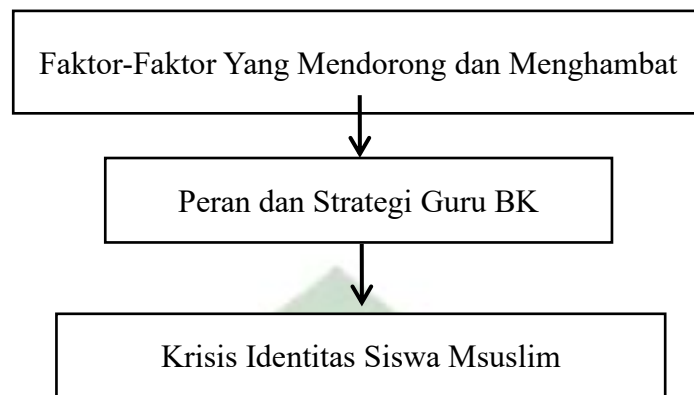 Faktor-Faktor Yang Mendorong dan Menghambat
Peran dan Strategi Guru BK
Krisis Identitas Siswa Msuslim